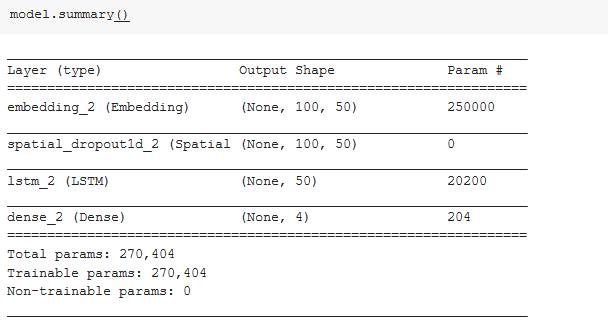 model.summary()
Layer (type) Output Shape Param #
=================================================================
embedding_2 (Embedding) (None, 100, 50) 250000
spatial_dropout1d_2 (Spatial (None, 100, 50) 0
lstm_2 (LSTM) (None, 50) 20200
dense_2 (Dense) (None, 4) 204
=================================================================
Total params: 270,404
Trainable params: 270,404
Non-trainable params: 0